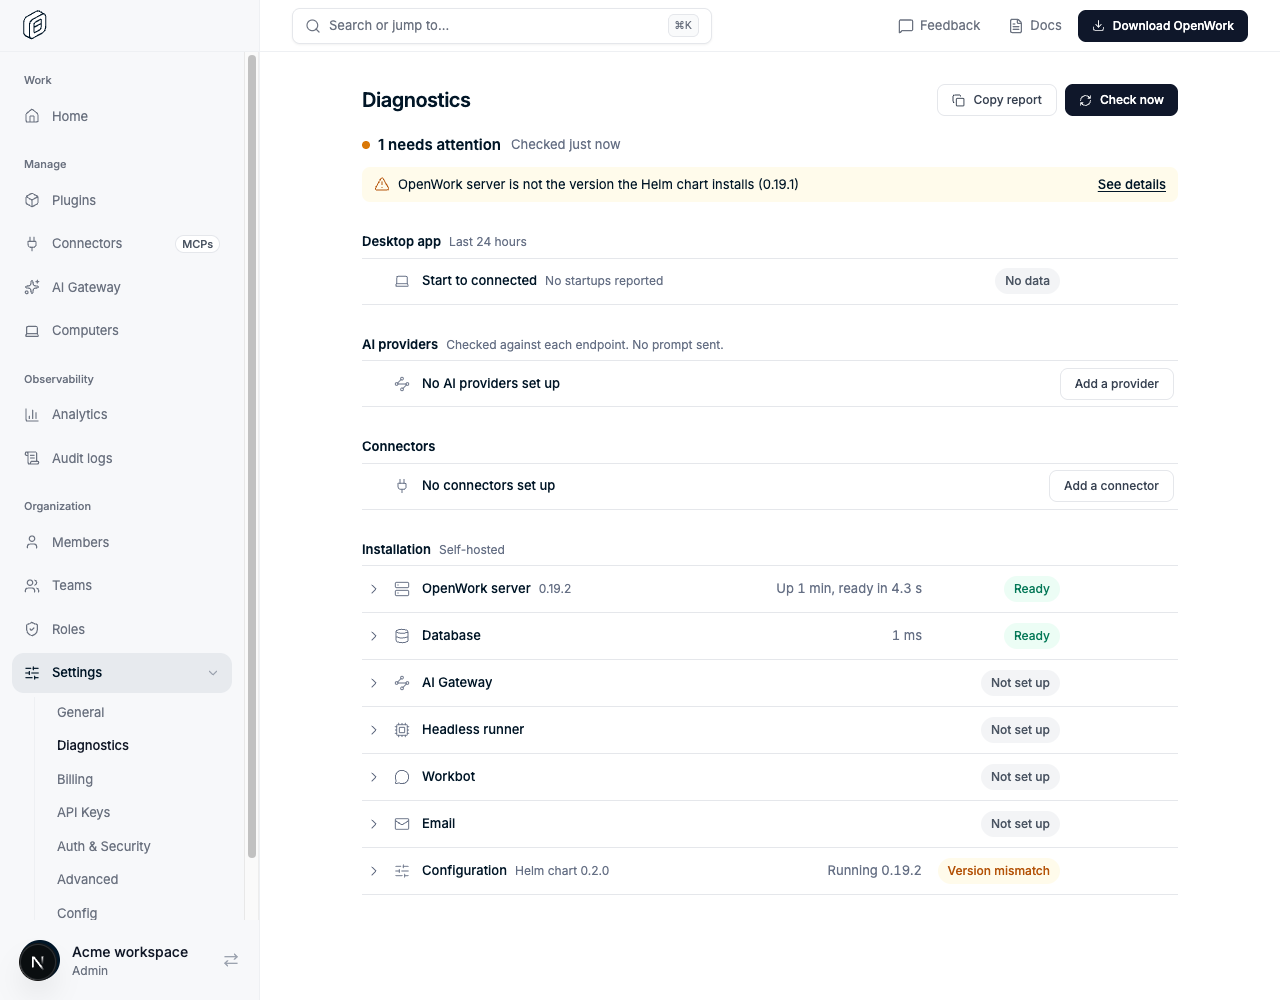 Search or jump to...
⌘K
Feedback
Docs
Download OpenWork
Work
Home
Manage
Plugins
Connectors
MCPs
AI Gateway
Computers
Observability
Analytics
Audit logs
Organization
Members
Teams
Roles
Settings
General
Diagnostics
Billing
API Keys
Auth & Security
Advanced
Config
N
Acme workspace
Admin
Diagnostics
Copy report
Check now
1 needs attention Checked just now
OpenWork server is not the version the Helm chart installs (0.19.1)
See details
Desktop app Last 24 hours
Start to connected No startups reported
No data
AI providers Checked against each endpoint. No prompt sent.
No AI providers set up
Add a provider
Connectors
No connectors set up
Add a connector
Installation Self-hosted
OpenWork server 0.19.2
Up 1 min, ready in 4.3 s
Ready
Database
1 ms
Ready
AI Gateway
Not set up
Headless runner
Not set up
Workbot
Not set up
Email
Not set up
Configuration Helm chart 0.2.0
Running 0.19.2
Version mismatch